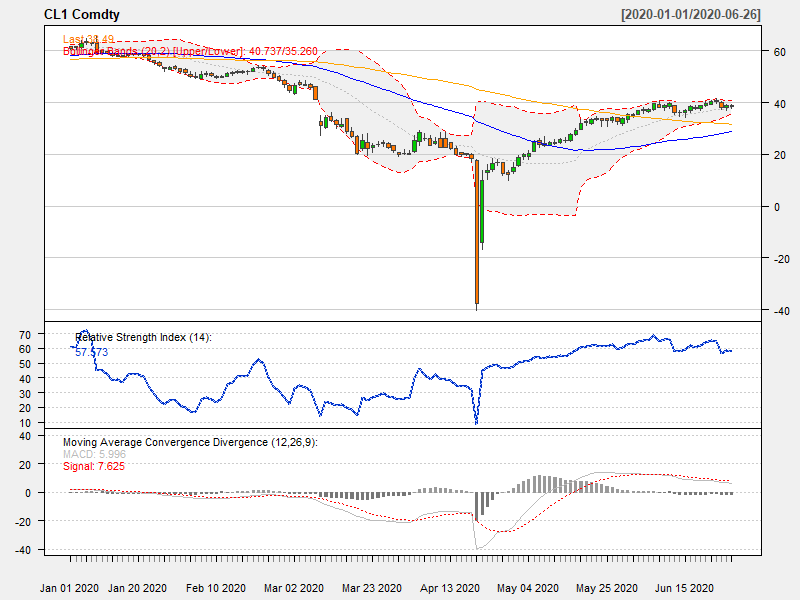 CL1 Comdty [2020-01-01/2020-06-26]
Last 38.49
Bollinger Bands (20,2) [Upper/Lower]: 40.737/35.260
60
40
20
0
-20
-40
Relative Strength Index (14):
57.573
70
60
50
40
30
20
10
Moving Average Convergence Divergence (12,26,9):
MACD: 5.996
Signal: 7.625
40
20
0
-20
-40
Jan 01 2020 Jan 20 2020 Feb 10 2020 Mar 02 2020 Mar 23 2020 Apr 13 2020 May 04 2020 May 25 2020 Jun 15 2020